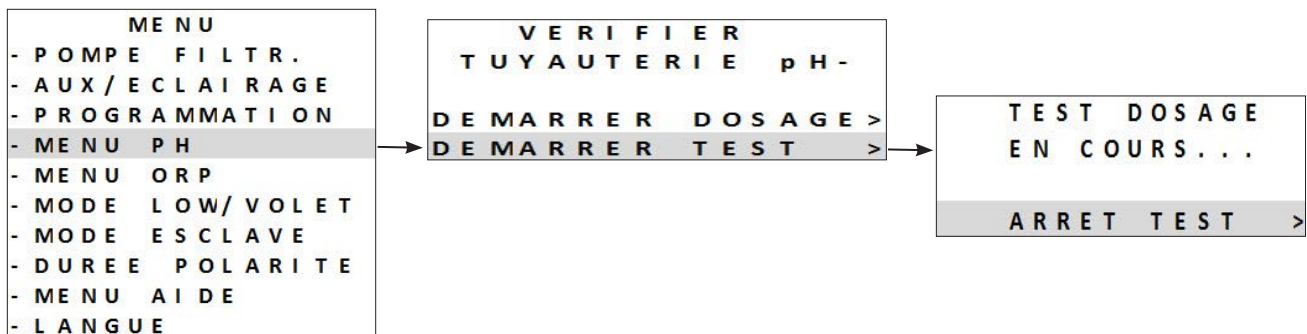 MENU
- POMPE FILTR.
- AUX/ECLAIRAGE
- PROGRAMMATION
- MENU PH
- MENU ORP
- MODE LOW/VOLET
- MODE ESCLAVE
- DUREE POLARITE
- MENU AIDE
- LANGUE
VERIFIER
TUYAUTERIE pH-
DEMARRER DOSAGE>
DEMARRER TEST >
TEST DOSAGE
EN COURS...
ARRET TEST >